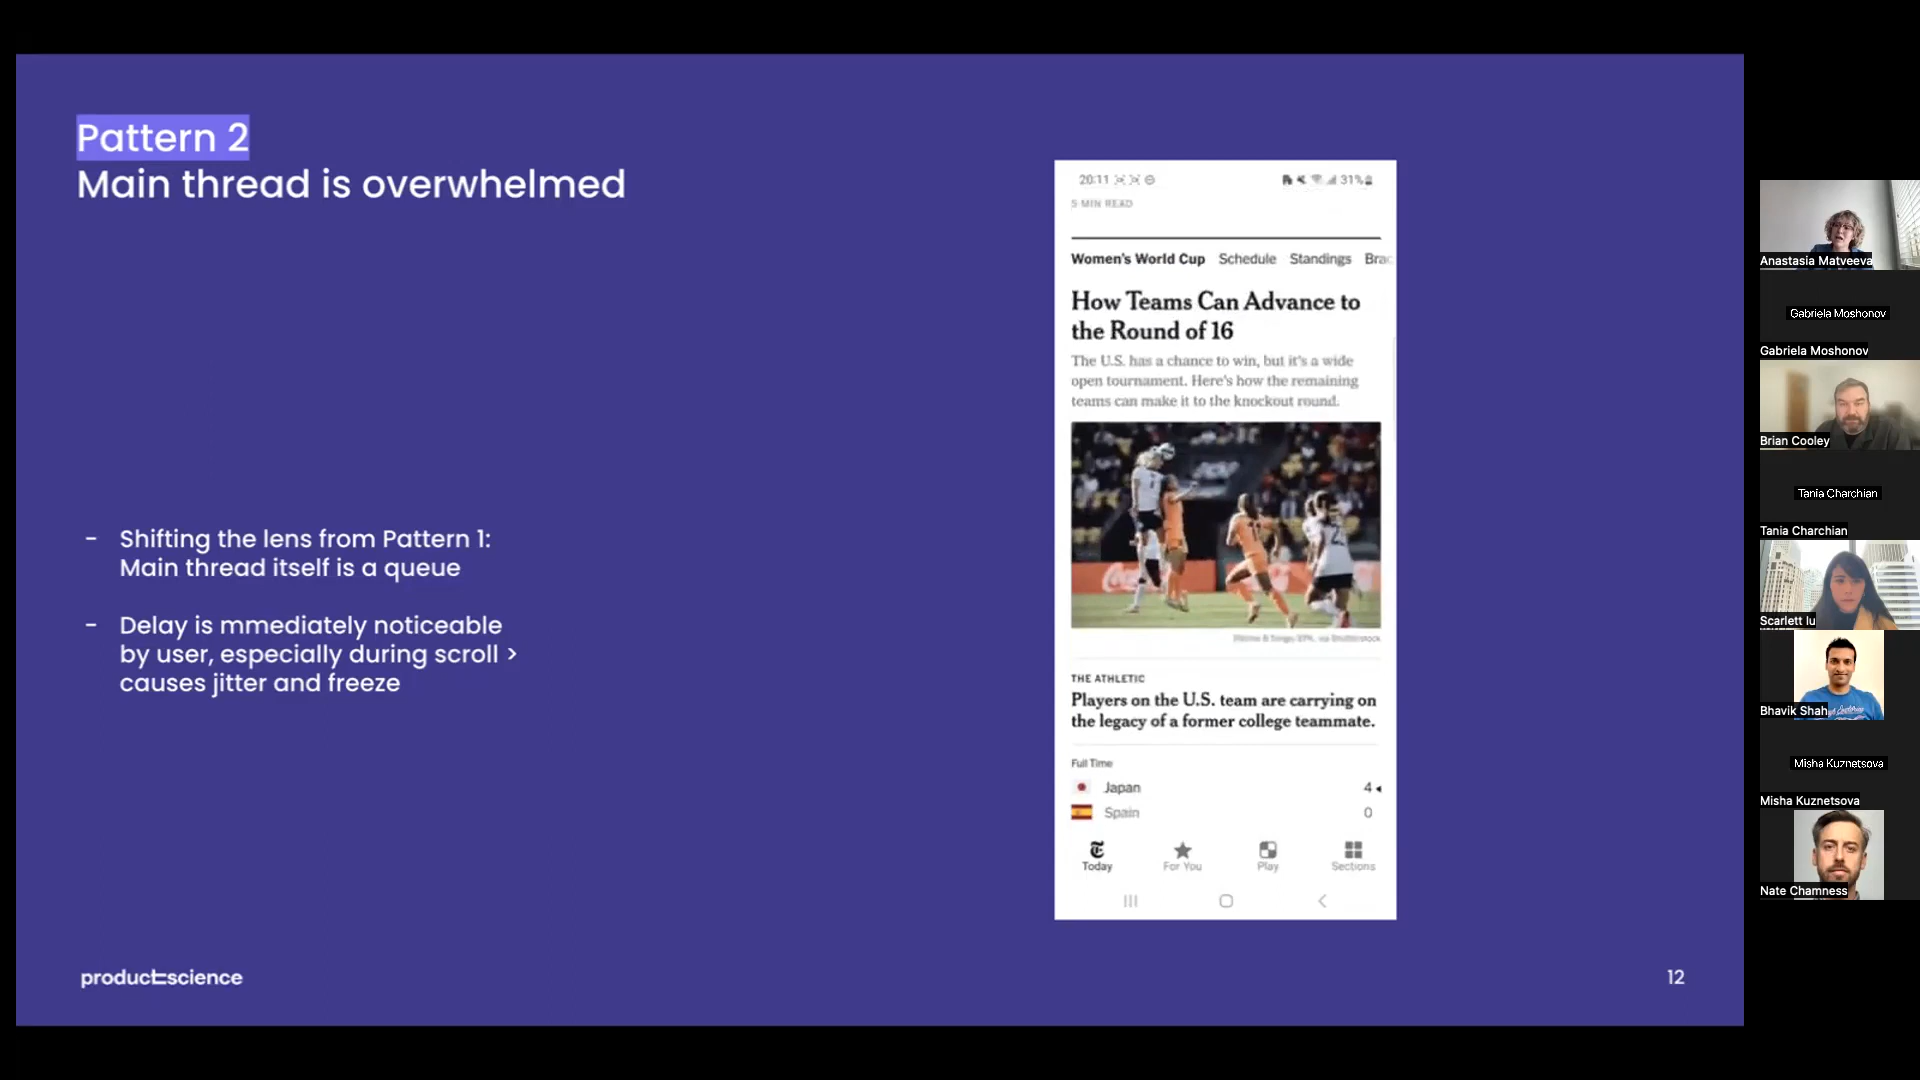 Pattern 2
Main thread is overwhelmed
- Shifting the lens from Pattern 1:
Main thread itself is a queue
- Delay is mmediately noticeable
by user, especially during scroll >
causes jitter and freeze
productscience
12
20:11
31%
5 MIN READ
Women's World Cup Schedule Standings Brac
How Teams Can Advance to
the Round of 16
The U.S. has a chance to win, but it's a wide
open tournament. Here's how the remaining
teams can make it to the knockout round.
THE ATHLETIC
Players on the U.S. team are carrying on
the legacy of a former college teammate.
Full Time
Japan 4
Spain 0
Today For You Play Sections
Anastasia Matveeva
Gabriela Moshonov
Gabriela Moshonov
Brian Cooley
Tania Charchian
Tania Charchian
Scarlett Iu
Bhavik Shah
Misha Kuznetsova
Misha Kuznetsova
Nate Chamness